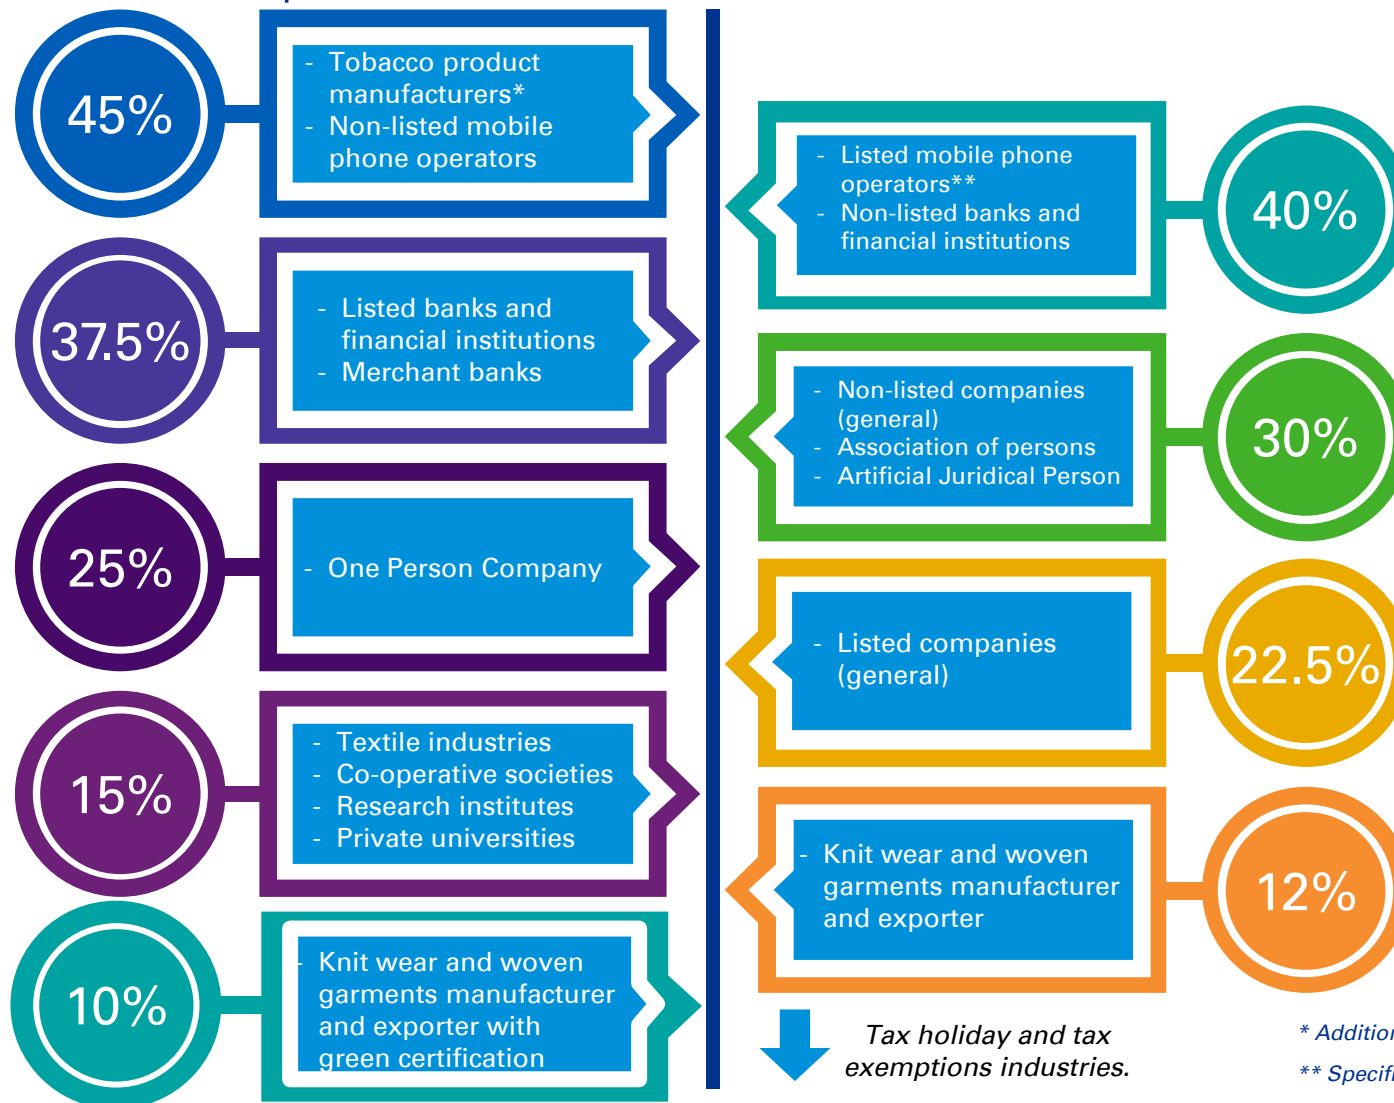 45%
- Tobacco product
manufacturers*
- Non-listed mobile
phone operators
- Listed mobile phone
operators**
- Non-listed banks and
financial institutions
40%
37.5%
- Listed banks and
financial institutions
- Merchant banks
- Non-listed companies
(general)
- Association of persons
- Artificial Juridical Person
30%
25%
- One Person Company
- Listed companies
(general)
22.5%
15%
- Textile industries
- Co-operative societies
- Research institutes
- Private universities
- Knit wear and woven
garments manufacturer
and exporter
12%
10%
- Knit wear and woven
garments manufacturer
and exporter with
green certification
Tax holiday and tax
exemptions industries.
* Addition
** Specifi